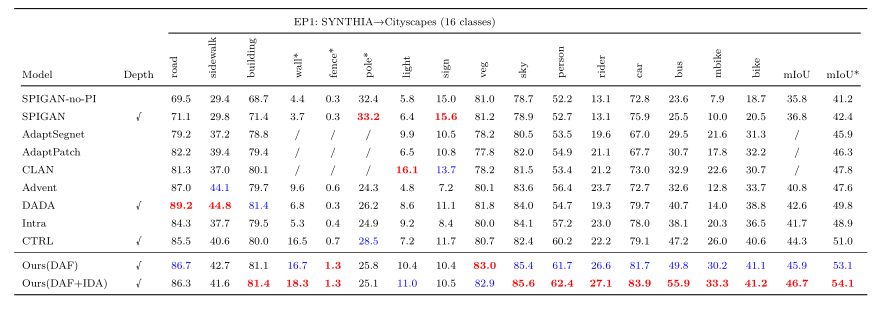 EP1: SYNTHIA→Cityscapes (16 classes)
Model Depth road sidewalk building wall* fence* pole* light sign veg sky person rider car bus mbike bike mIoU mIoU*
SPIGAN-no-PI 69.5 29.4 68.7 4.4 0.3 32.4 5.8 15.0 81.0 78.7 52.2 13.1 72.8 23.6 7.9 18.7 35.8 41.2
SPIGAN √ 71.1 29.8 71.4 3.7 0.3 33.2 6.4 15.6 81.2 78.9 52.7 13.1 75.9 25.5 10.0 20.5 36.8 42.4
AdaptSegnet 79.2 37.2 78.8 / / / 9.9 10.5 78.2 80.5 53.5 19.6 67.0 29.5 21.6 31.3 / 45.9
AdaptPatch 82.2 39.4 79.4 / / / 6.5 10.8 77.8 82.0 54.9 21.1 67.7 30.7 17.8 32.2 / 46.3
CLAN 81.3 37.0 80.1 / / / 16.1 13.7 78.2 81.5 53.4 21.2 73.0 32.9 22.6 30.7 / 47.8
Advent 87.0 44.1 79.7 9.6 0.6 24.3 4.8 7.2 80.1 83.6 56.4 23.7 72.7 32.6 12.8 33.7 40.8 47.6
DADA √ 89.2 44.8 81.4 6.8 0.3 26.2 8.6 11.1 81.8 84.0 54.7 19.3 79.7 40.7 14.0 38.8 42.6 49.8
Intra 84.3 37.7 79.5 5.3 0.4 24.9 9.2 8.4 80.0 84.1 57.2 23.0 78.0 38.1 20.3 36.5 41.7 48.9
CTRL √ 85.5 40.6 80.0 16.5 0.7 28.5 7.2 11.7 80.7 82.4 60.2 22.2 79.1 47.2 26.0 40.6 44.3 51.0
Ours(DAF) √ 86.7 42.7 81.1 16.7 1.3 25.8 10.4 10.4 83.0 85.4 61.7 26.6 81.7 49.8 30.2 41.1 45.9 53.1
Ours(DAF+IDA) √ 86.3 41.6 81.4 18.3 1.3 25.1 11.0 10.5 82.9 85.6 62.4 27.1 83.9 55.9 33.3 41.2 46.7 54.1